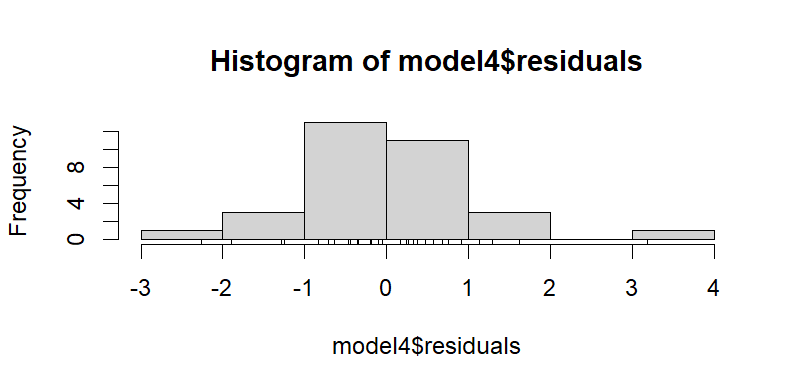 Histogram of model4$residuals
Frequency
0 4 8
-3 -2 -1 0 1 2 3 4
model4$residuals